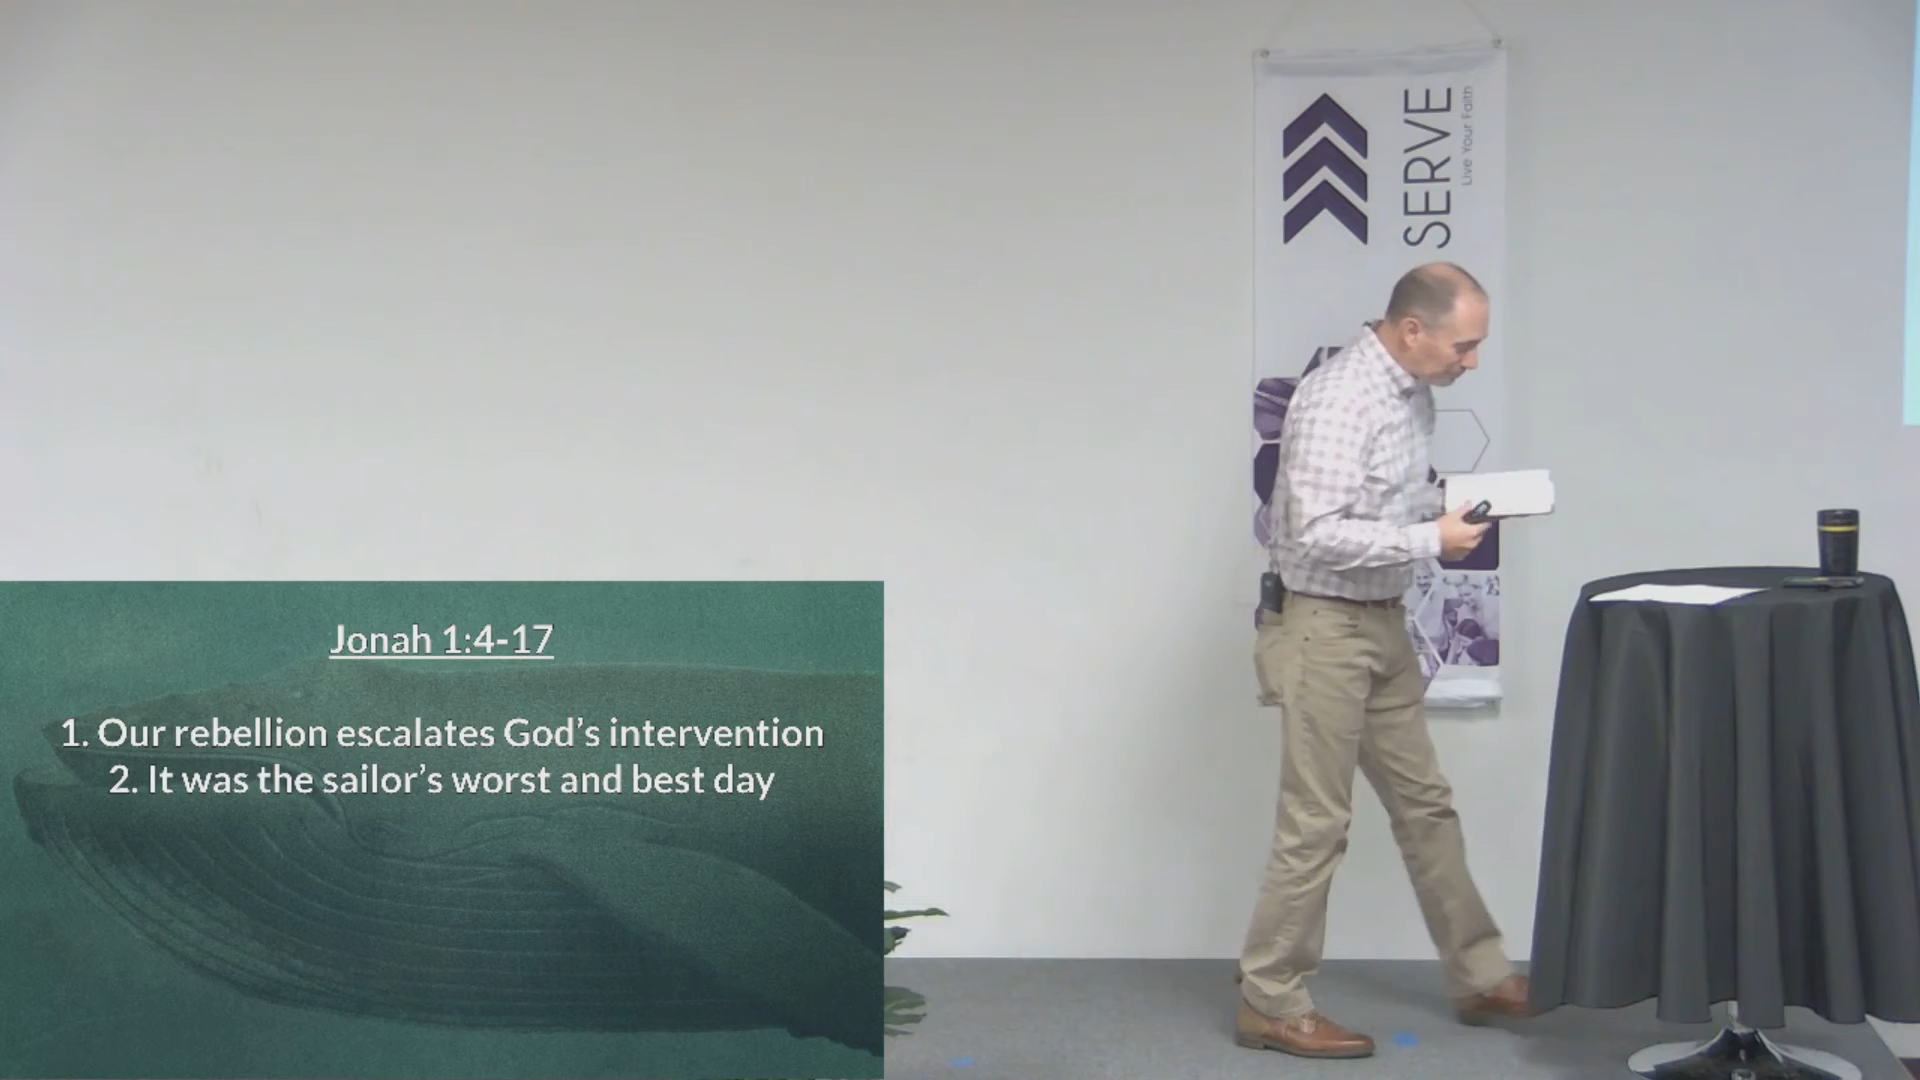 SERVE
Live Your Faith
Jonah 1:4-17
1. Our rebellion escalates God’s intervention
2. It was the sailor’s worst and best day